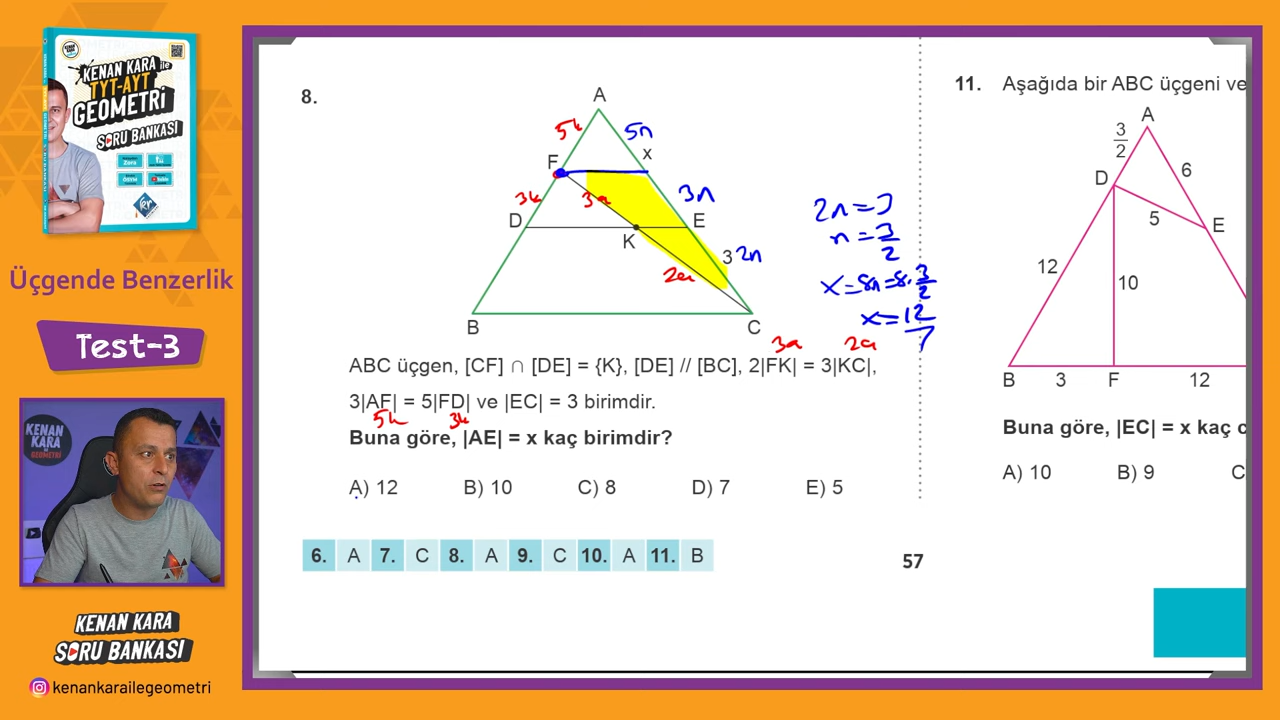 KENAN KARA ile
TYT-AYT
GEOMETRİ
SORU BANKASI
Üçgende Benzerlik
Test-3
KENAN KARA
ile
GEOMETRİ
KENAN KARA
SORU BANKASI
kenankarailegeometri
8.
A
5k
5n
x
F
3k
3a
3n
D
K
E
2a
3
2n
B
C
2n=3
n=3/2
x=8n=8.3/2
x=12
3a
2a
ABC üçgen, [CF] ∩ [DE] = {K}, [DE] // [BC], 2|FK| = 3|KC|,
3|AF| = 5|FD| ve |EC| = 3 birimdir.
5k
3k
Buna göre, |AE| = x kaç birimdir?
A) 12 B) 10 C) 8 D) 7 E) 5
6. A 7. C 8. A 9. C 10. A 11. B
57
11. Aşağıda bir ABC üçgeni ve
A
3/2
D
6
5
E
12
10
B 3 F 12
Buna göre, |EC| = x kaç
A) 10 B) 9 C